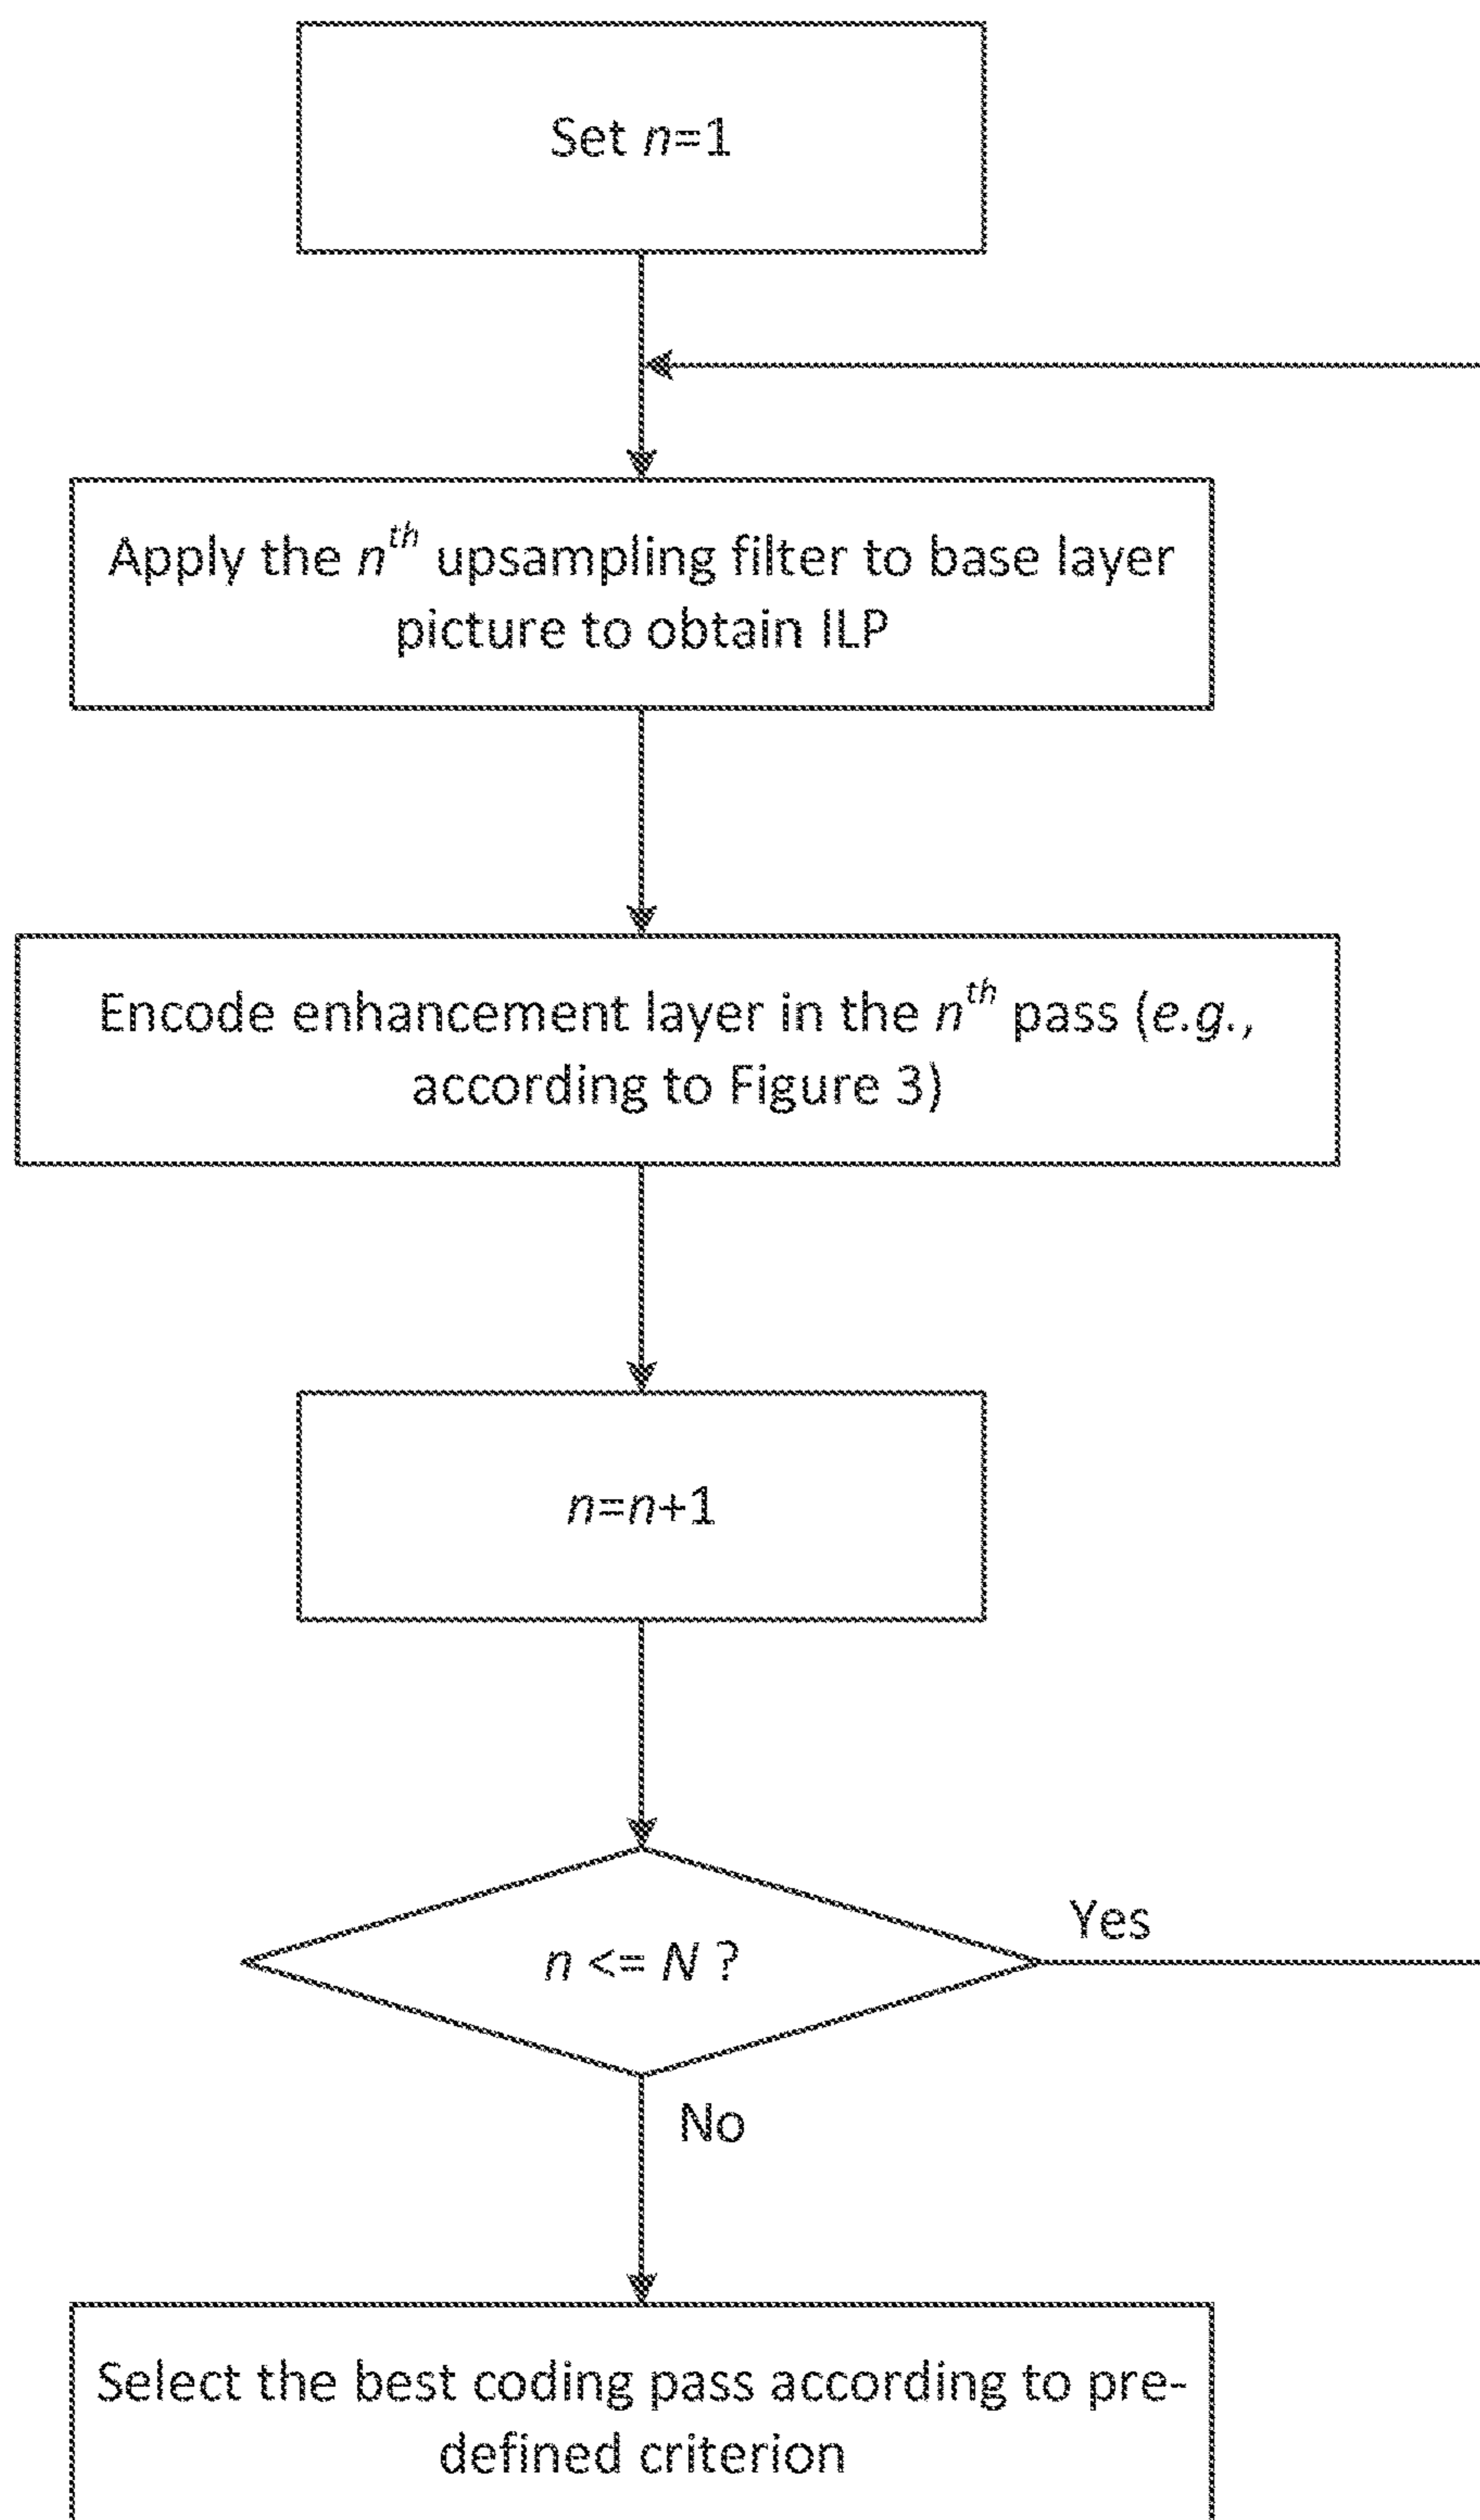 Set n=1
Apply the nth upsampling filter to base layer
picture to obtain ILP
Encode enhancement layer in the nth pass (e.g.,
according to Figure 3)
n=n+1
n <= N ?
Yes
No
Select the best coding pass according to pre-
defined criterion